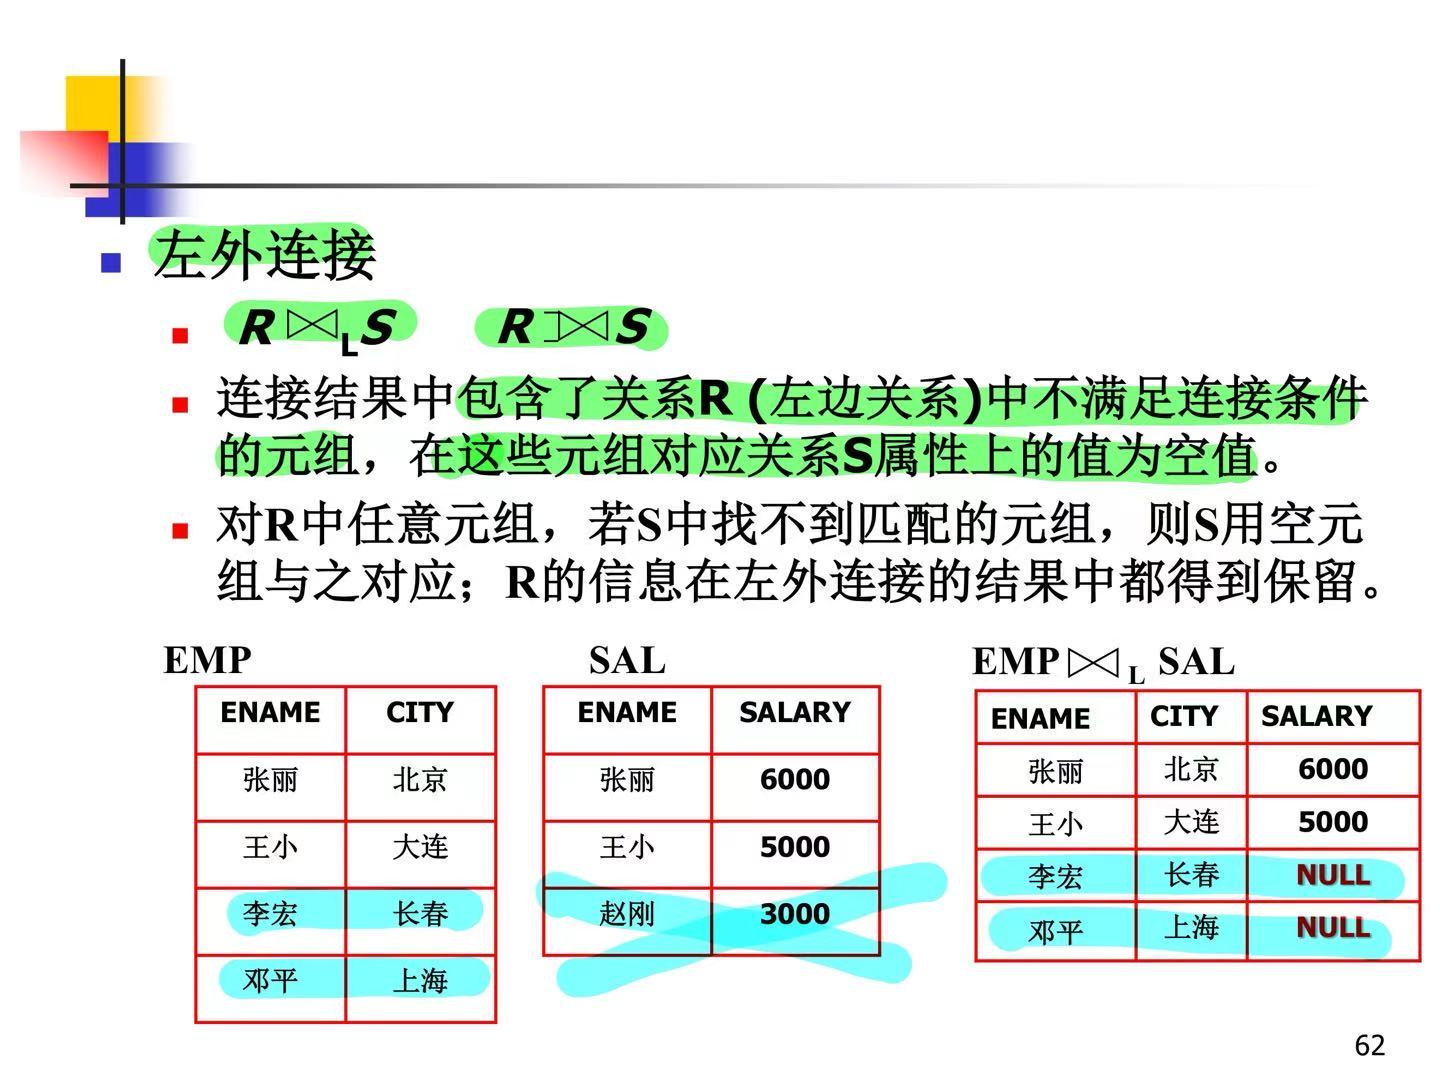 左外连接
R⋈LS R⟕S
连接结果中包含了关系R (左边关系)中不满足连接条件
的元组，在这些元组对应关系S属性上的值为空值。
对R中任意元组，若S中找不到匹配的元组，则S用空元
组与之对应；R的信息在左外连接的结果中都得到保留。
EMP
ENAME CITY
张丽 北京
王小 大连
李宏 长春
邓平 上海
SAL
ENAME SALARY
张丽 6000
王小 5000
赵刚 3000
EMP⋈L SAL
ENAME CITY SALARY
张丽 北京 6000
王小 大连 5000
李宏 长春 NULL
邓平 上海 NULL
62